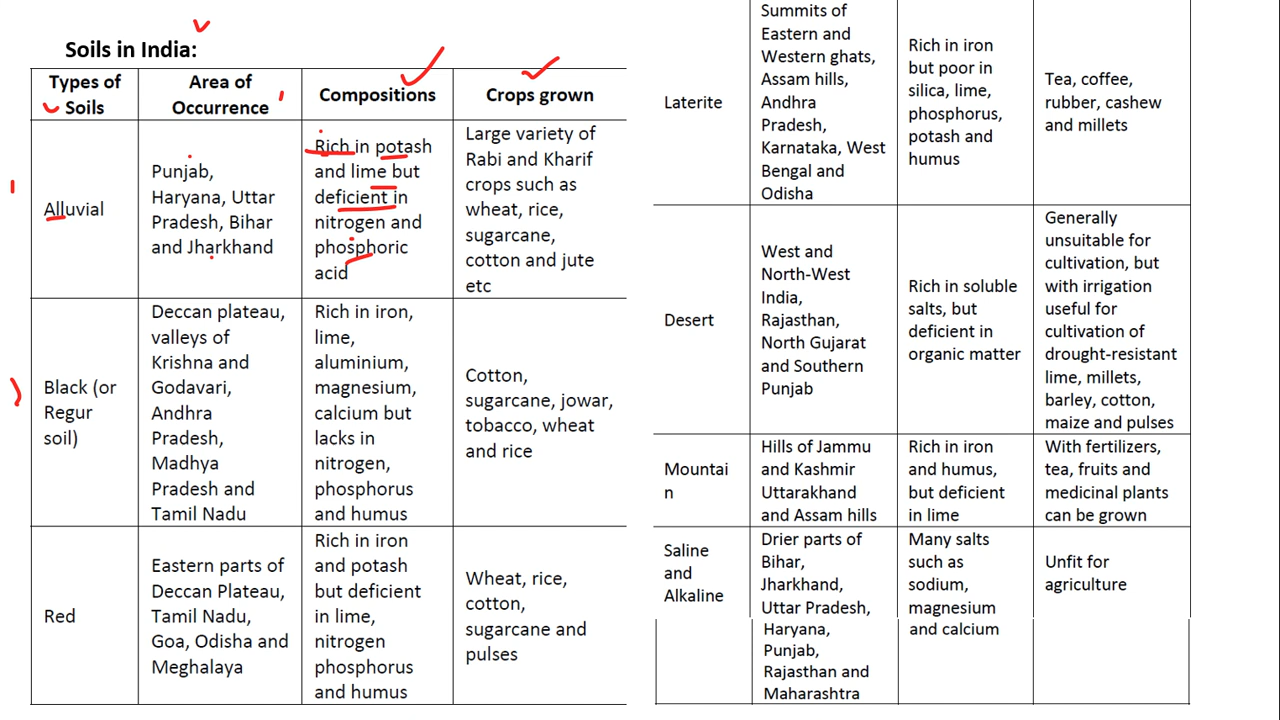 Soils in India:
Types of
Soils
Area of
Occurrence
Compositions
Crops grown
Alluvial
Punjab,
Haryana, Uttar
Pradesh, Bihar
and Jharkhand
Rich in potash
and lime but
deficient in
nitrogen and
phosphoric
acid
Large variety of
Rabi and Kharif
crops such as
wheat, rice,
sugarcane,
cotton and jute
etc
Black (or
Regur
soil)
Deccan plateau,
valleys of
Krishna and
Godavari,
Andhra
Pradesh,
Madhya
Pradesh and
Tamil Nadu
Rich in iron,
lime,
aluminium,
magnesium,
calcium but
lacks in
nitrogen,
phosphorus
and humus
Cotton,
sugarcane, jowar,
tobacco, wheat
and rice
Red
Eastern parts of
Deccan Plateau,
Tamil Nadu,
Goa, Odisha and
Meghalaya
Rich in iron
and potash
but deficient
in lime,
nitrogen
phosphorus
and humus
Wheat, rice,
cotton,
sugarcane and
pulses
Laterite
Summits of
Eastern and
Western ghats,
Assam hills,
Andhra
Pradesh,
Karnataka, West
Bengal and
Odisha
Rich in iron
but poor in
silica, lime,
phosphorus,
potash and
humus
Tea, coffee,
rubber, cashew
and millets
Desert
West and
North-West
India,
Rajasthan,
North Gujarat
and Southern
Punjab
Rich in soluble
salts, but
deficient in
organic matter
Generally
unsuitable for
cultivation, but
with irrigation
useful for
cultivation of
drought-resistant
lime, millets,
barley, cotton,
maize and pulses
Mountai
n
Hills of Jammu
and Kashmir
Uttarakhand
and Assam hills
Rich in iron
and humus,
but deficient
in lime
With fertilizers,
tea, fruits and
medicinal plants
can be grown
Saline
and
Alkaline
Drier parts of
Bihar,
Jharkhand,
Uttar Pradesh,
Haryana,
Punjab,
Rajasthan and
Maharashtra
Many salts
such as
sodium,
magnesium
and calcium
Unfit for
agriculture